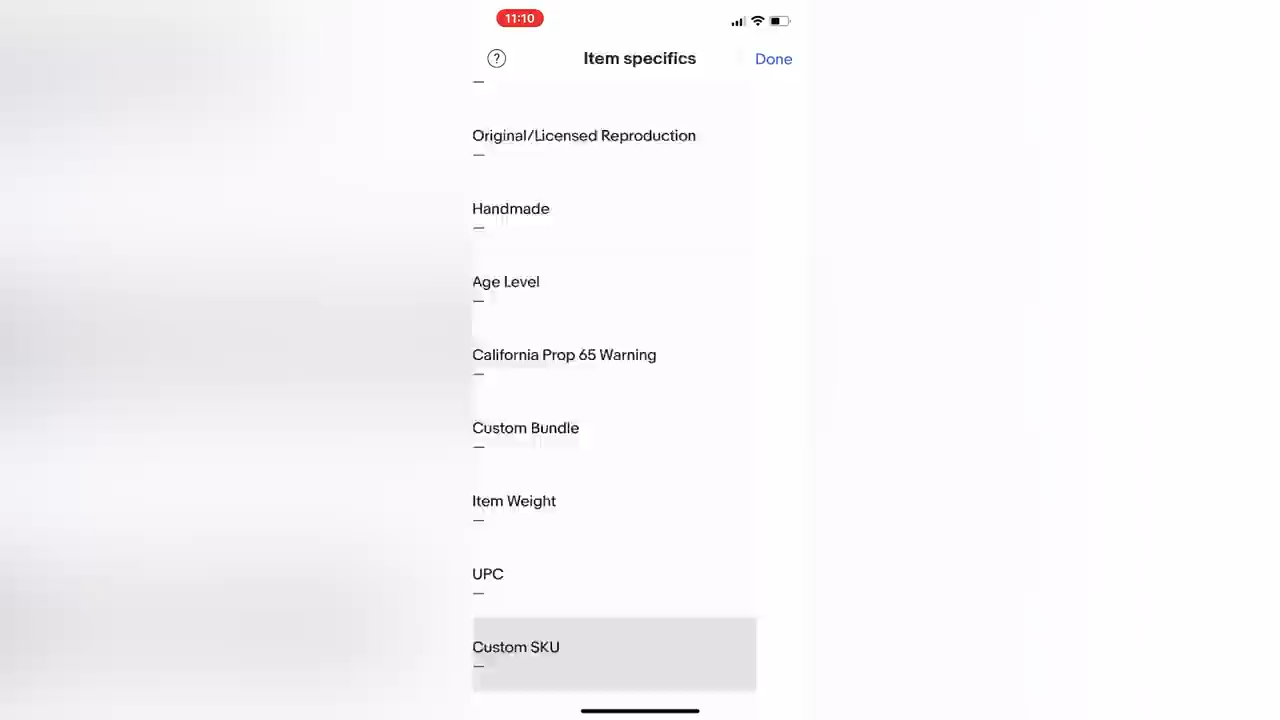 11:10
?
Item specifics
Done
—
Original/Licensed Reproduction
—
Handmade
—
Age Level
—
California Prop 65 Warning
—
Custom Bundle
—
Item Weight
—
UPC
—
Custom SKU
—